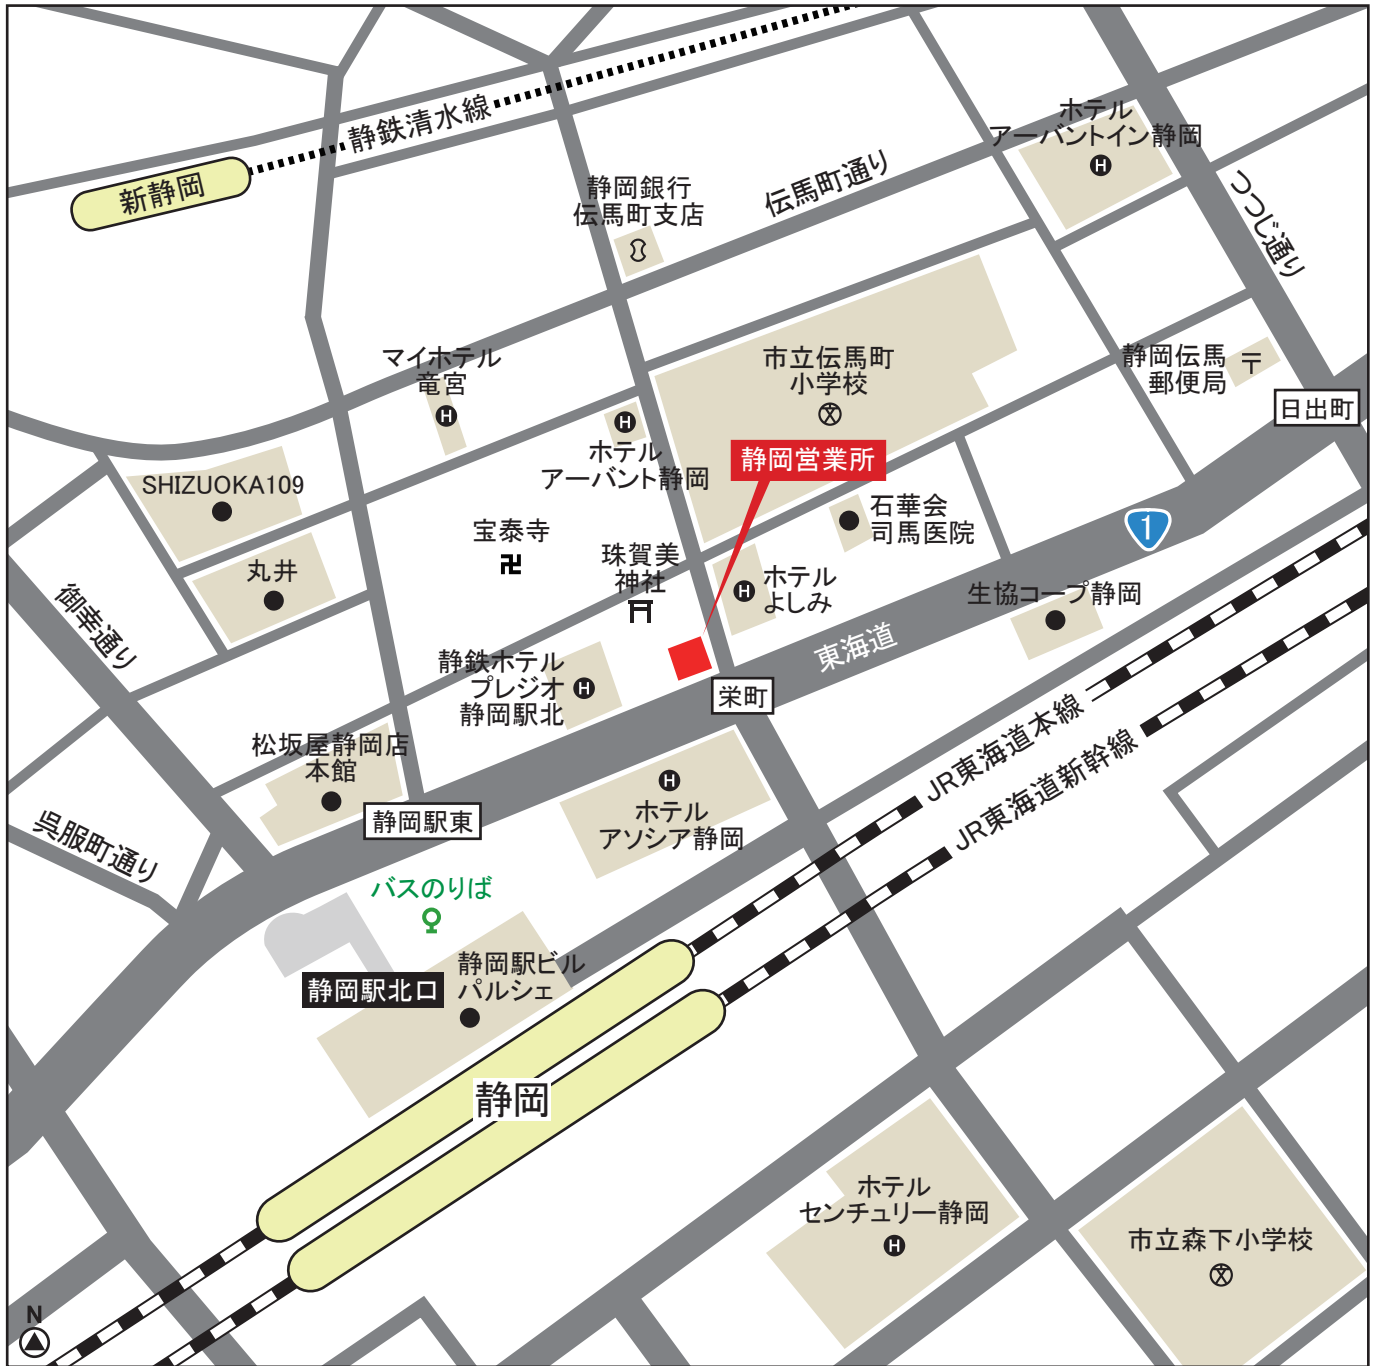 ホテル
アーバントイン静岡
静鉄清水線
新静岡
静岡銀行
伝馬町支店
伝馬町通り
つつじ通り
マイホテル
竜宮
市立伝馬町
小学校
静岡伝馬
郵便局
日出町
ホテル
アーバント静岡
静岡営業所
SHIZUOKA109
石華会
司馬医院
1
宝泰寺
珠賀美
神社
丸井
ホテル
よしみ
生協コープ静岡
御幸通り
東海道
静鉄ホテル
プレジオ
静岡駅北
栄町
松坂屋静岡店
本館
JR東海道本線
JR東海道新幹線
静岡駅東
ホテル
アソシア静岡
呉服町通り
バスのりば
静岡駅ビル
パルシェ
静岡駅北口
静岡
ホテル
センチュリー静岡
市立森下小学校
N